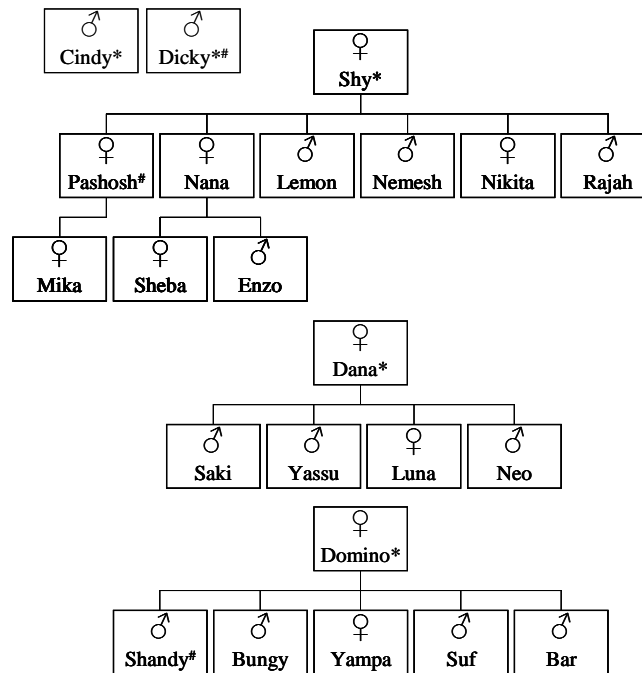 Cindy* Dicky*#
Shy*
Pashosh# Nana Lemon Nemesh Nikita Rajah
Mika Sheba Enzo
Dana*
Saki Yassu Luna Neo
Domino*
Shandy# Bungy Yampa Suf Bar